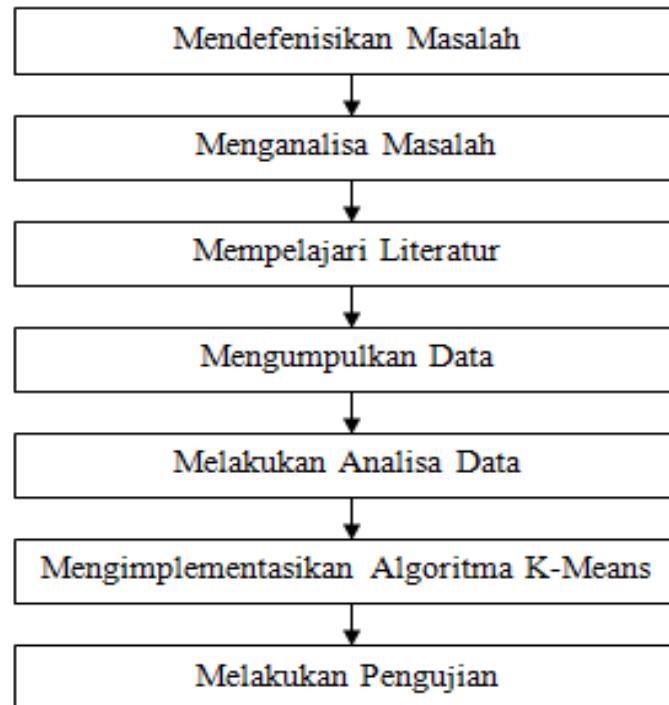 Mendefenisikan Masalah
Menganalisa Masalah
Mempelajari Literatur
Mengumpulkan Data
Melakukan Analisa Data
Mengimplementasikan Algoritma K-Means
Melakukan Pengujian